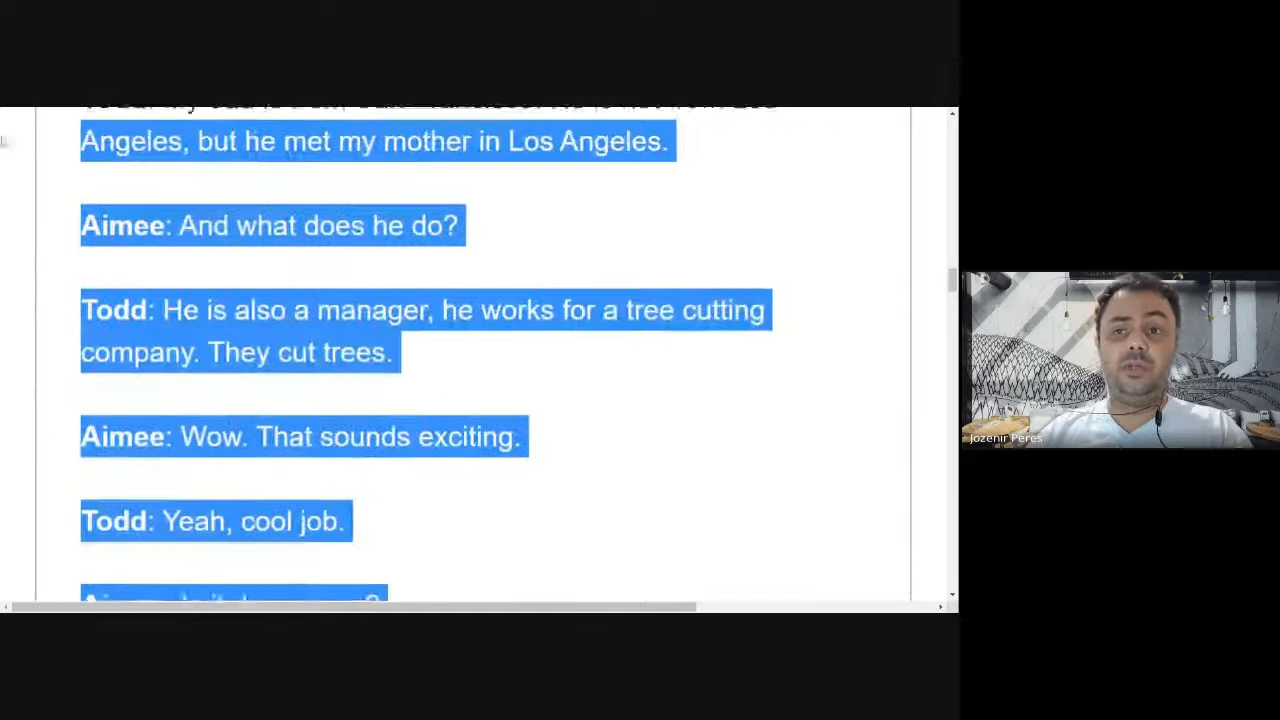 Angeles, but he met my mother in Los Angeles.
Aimee: And what does he do?
Todd: He is also a manager, he works for a tree cutting
company. They cut trees.
Aimee: Wow. That sounds exciting.
Todd: Yeah, cool job.
Jozenir Peres